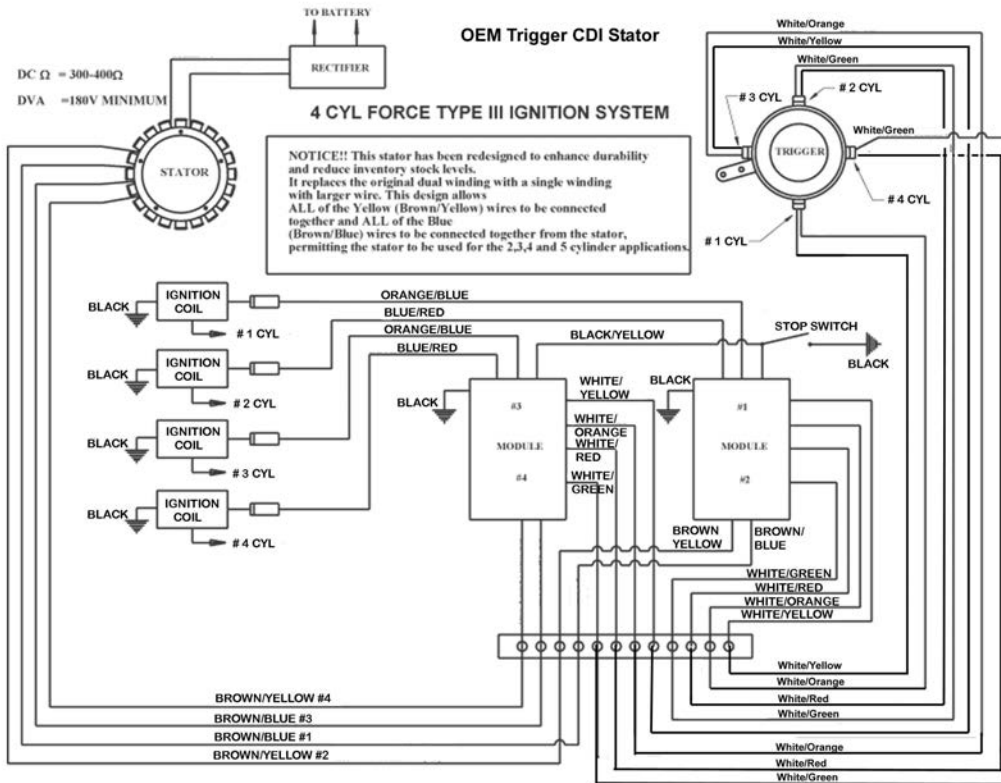 TO BATTERY
RECTIFIER
OEM Trigger CDI Stator
DC Ω = 300-400Ω
DVA =180V MINIMUM
4 CYL FORCE TYPE III IGNITION SYSTEM
STATOR
NOTICE!! This stator has been redesigned to enhance durability
and reduce inventory stock levels.
It replaces the original dual winding with a single winding
with larger wire. This design allows
ALL of the Yellow (Brown/Yellow) wires to be connected
together and ALL of the Blue
(Brown/Blue) wires to be connected together from the stator,
permitting the stator to be used for the 2,3,4 and 5 cylinder applications.
White/Orange
White/Yellow
White/Green
# 3 CYL
# 2 CYL
White/Green
TRIGGER
# 4 CYL
# 1 CYL
BLACK
IGNITION
COIL
# 1 CYL
ORANGE/BLUE
BLUE/RED
ORANGE/BLUE
BLUE/RED
BLACK
IGNITION
COIL
# 2 CYL
BLACK
IGNITION
COIL
# 3 CYL
BLACK
IGNITION
COIL
# 4 CYL
BLACK/YELLOW
STOP SWITCH
BLACK
BLACK
#3
MODULE
#4
WHITE/
YELLOW
WHITE/
ORANGE
WHITE/
RED
WHITE/
GREEN
BLACK
#1
MODULE
#2
BROWN
YELLOW
BROWN/
BLUE
WHITE/GREEN
WHITE/RED
WHITE/ORANGE
WHITE/YELLOW
White/Yellow
White/Orange
White/Red
White/Green
BROWN/YELLOW #4
BROWN/BLUE #3
BROWN/BLUE #1
BROWN/YELLOW #2
White/Orange
White/Red
White/Green